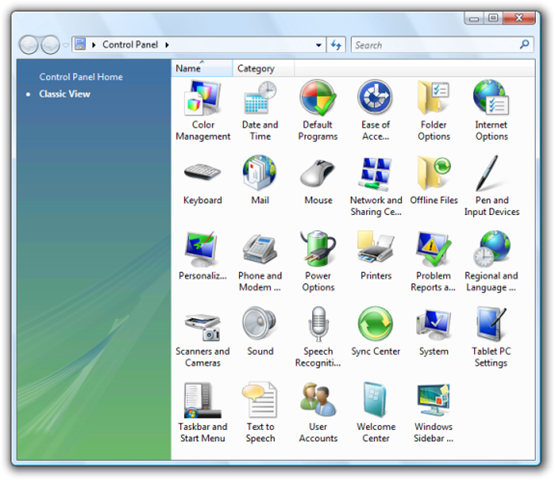 Control Panel
Search
Control Panel Home
Classic View
Name
Category
Color
Management
Date and
Time
Default
Programs
Ease of
Acce...
Folder
Options
Internet
Options
Keyboard
Mail
Mouse
Network and
Sharing Ce...
Offline Files
Pen and
Input Devices
Personaliz...
Phone and
Modem ...
Power
Options
Printers
Problem
Reports a...
Regional and
Language ...
Scanners and
Cameras
Sound
Speech
Recogniti...
Sync Center
System
Tablet PC
Settings
Taskbar and
Start Menu
Text to
Speech
User
Accounts
Welcome
Center
Windows
Sidebar ...